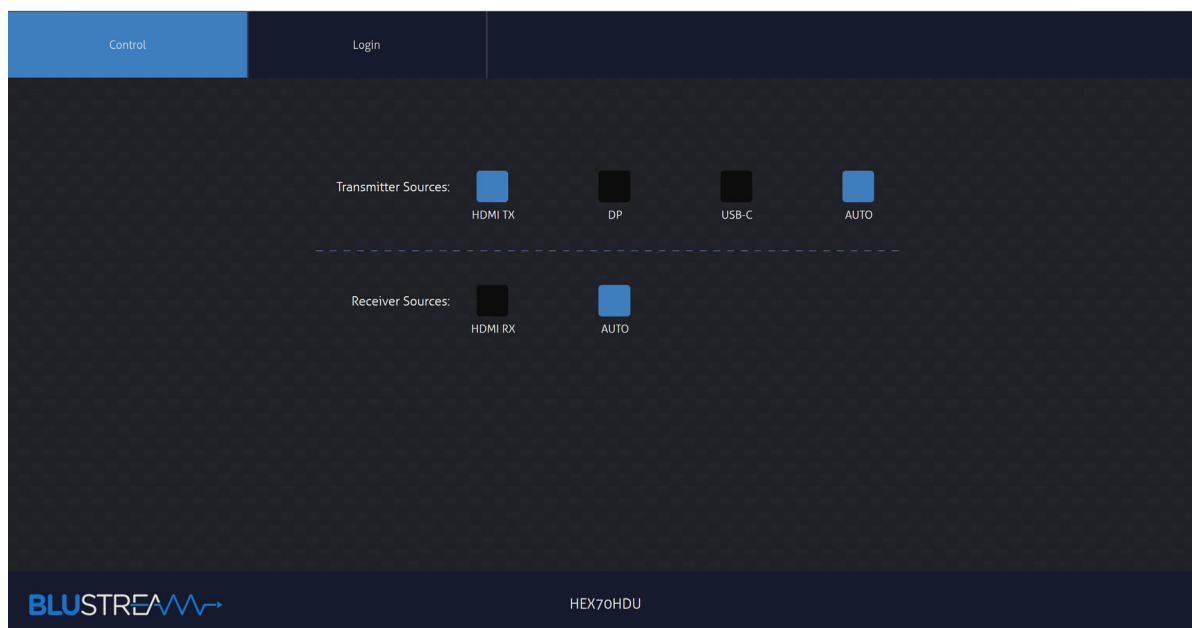 Control
Login
Transmitter Sources:
HDMI TX
DP
USB-C
AUTO
Receiver Sources:
HDMI RX
AUTO
BLUSTREAM
HEX70HDU